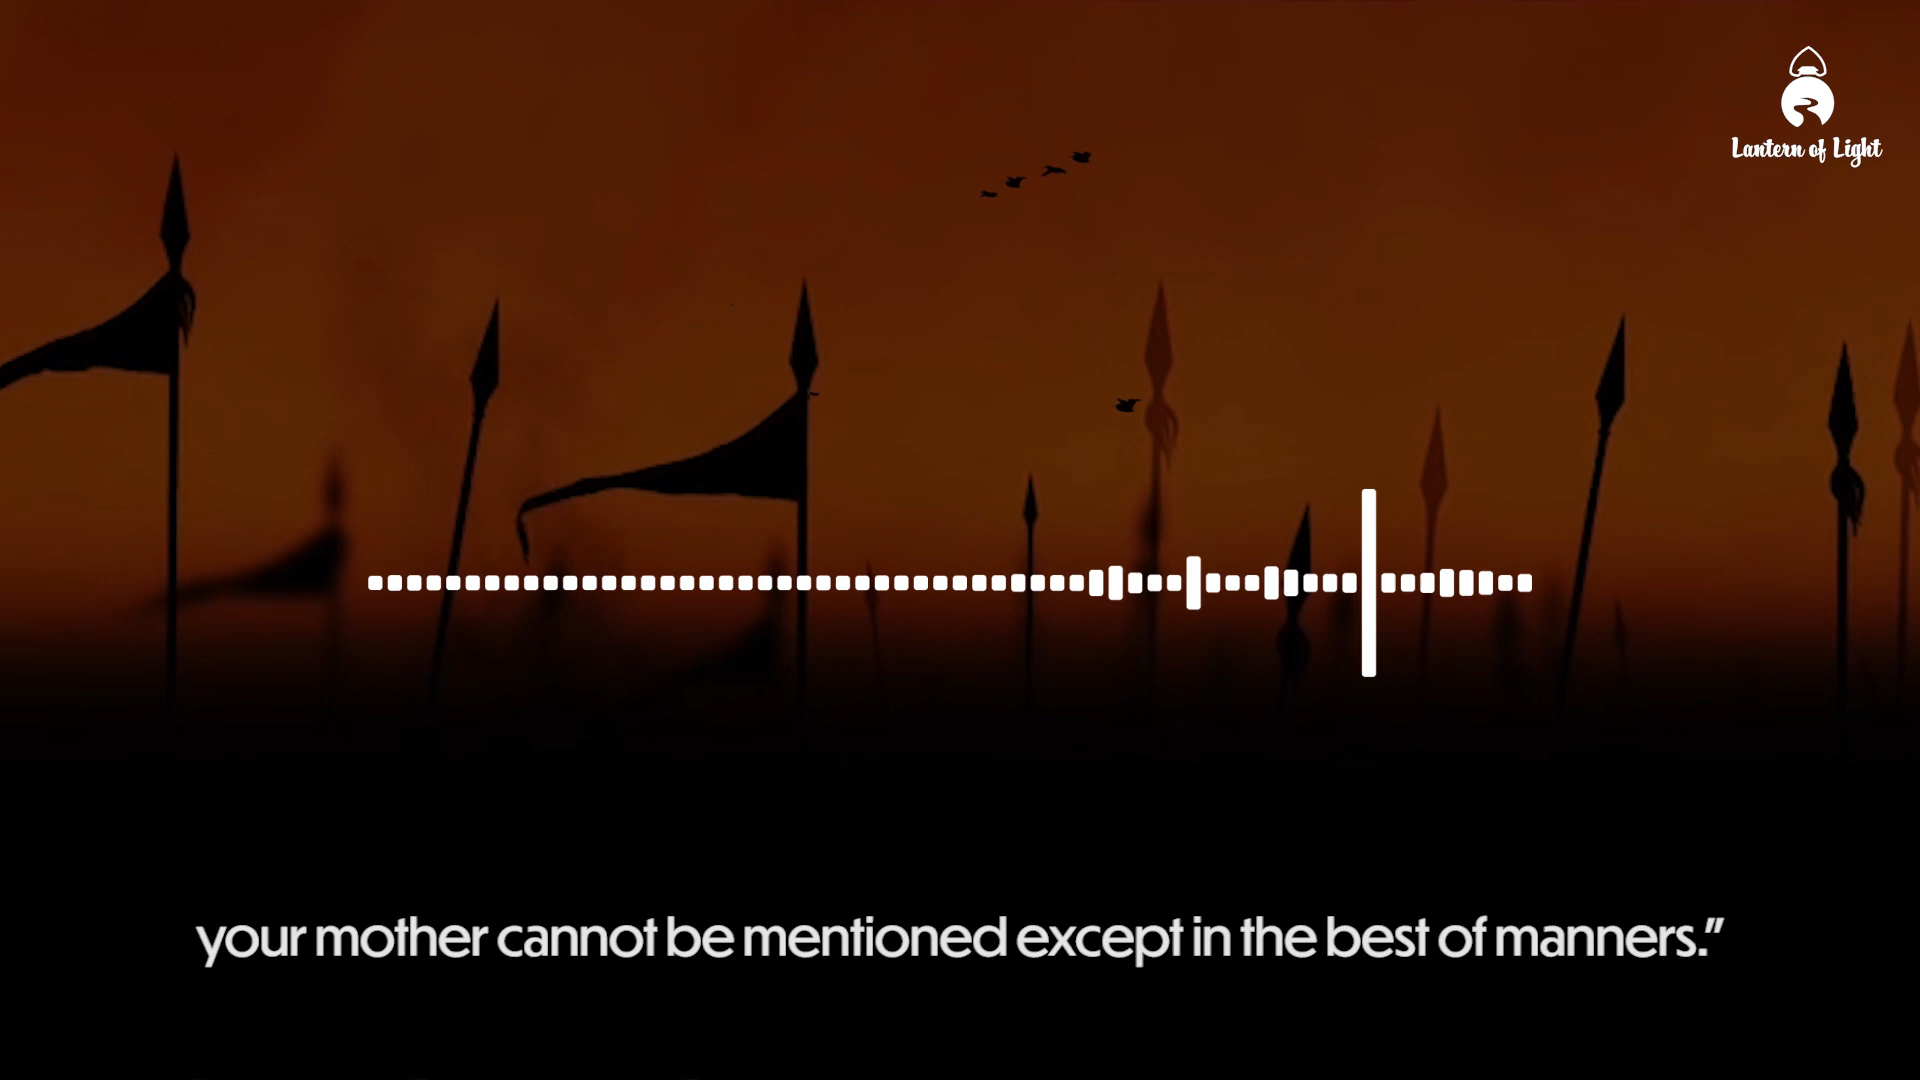 Lantern of Light
your mother cannot be mentioned except in the best of manners.”